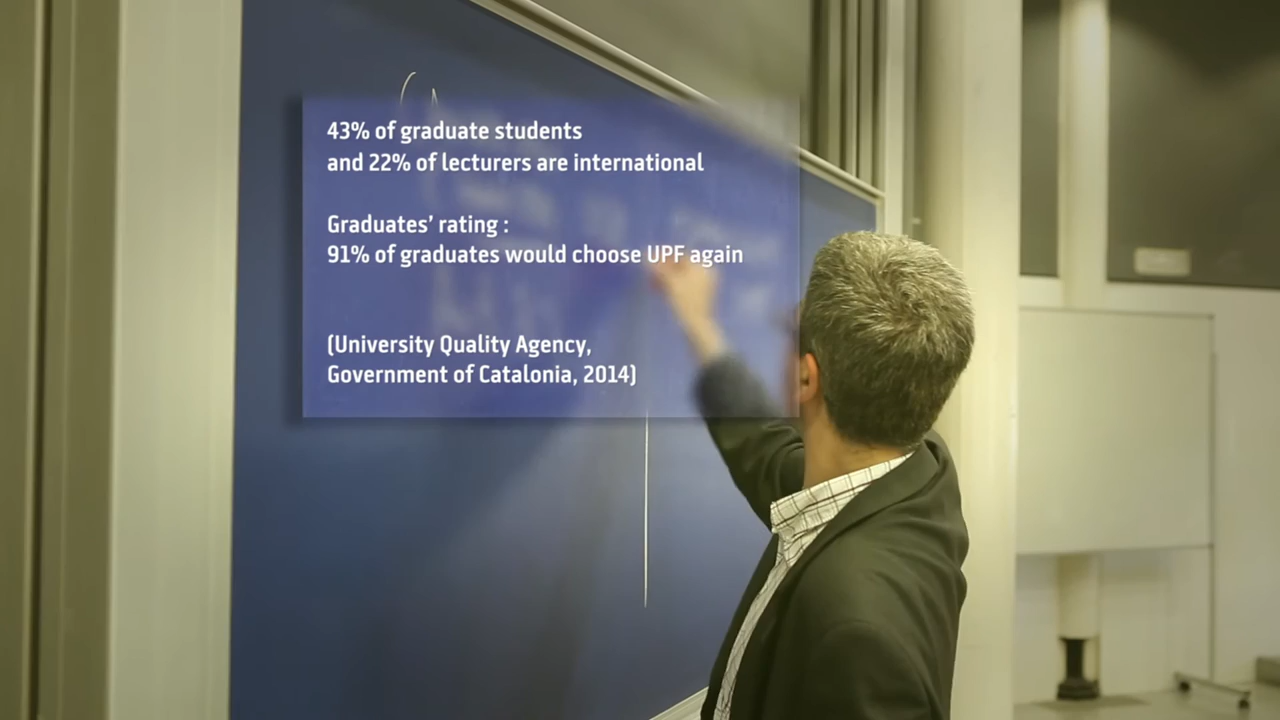 43% of graduate students
and 22% of lecturers are international
Graduates’ rating :
91% of graduates would choose UPF again
(University Quality Agency,
Government of Catalonia, 2014)